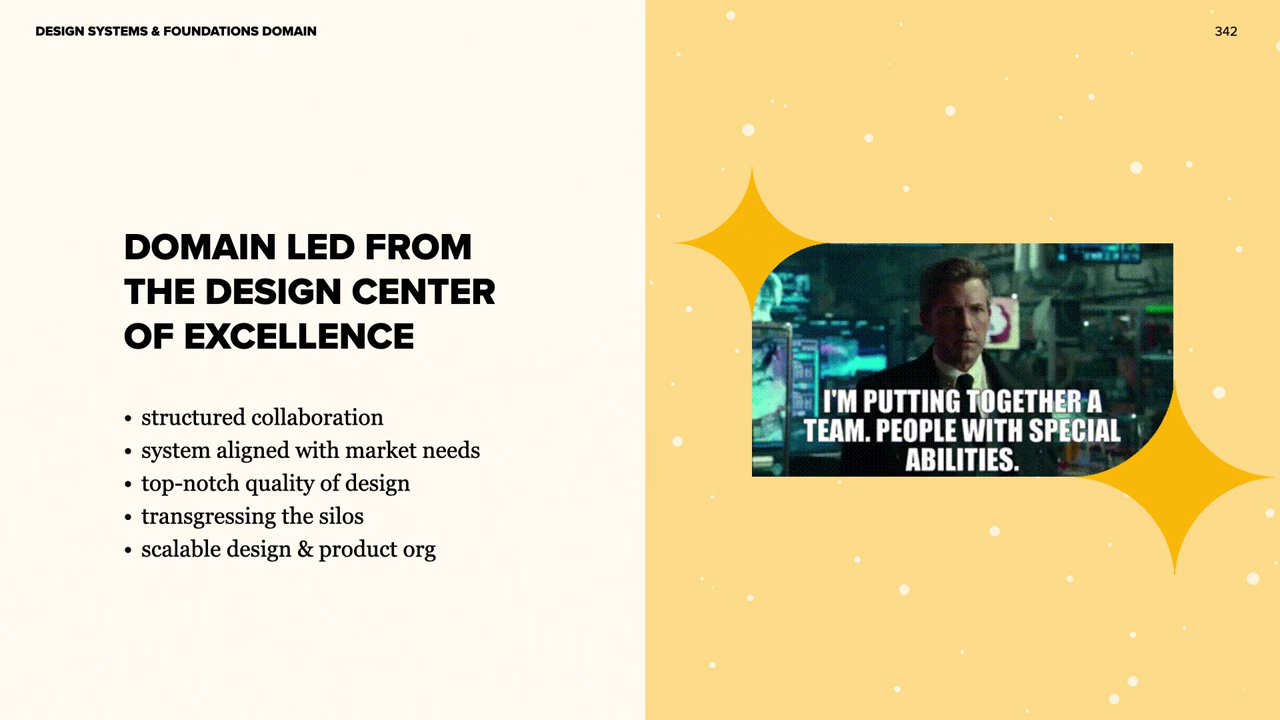 DESIGN SYSTEMS & FOUNDATIONS DOMAIN
342
DOMAIN LED FROM
THE DESIGN CENTER
OF EXCELLENCE
• structured collaboration
• system aligned with market needs
• top-notch quality of design
• transgressing the silos
• scalable design & product org
I'M PUTTING TOGETHER A
TEAM. PEOPLE WITH SPECIAL
ABILITIES.